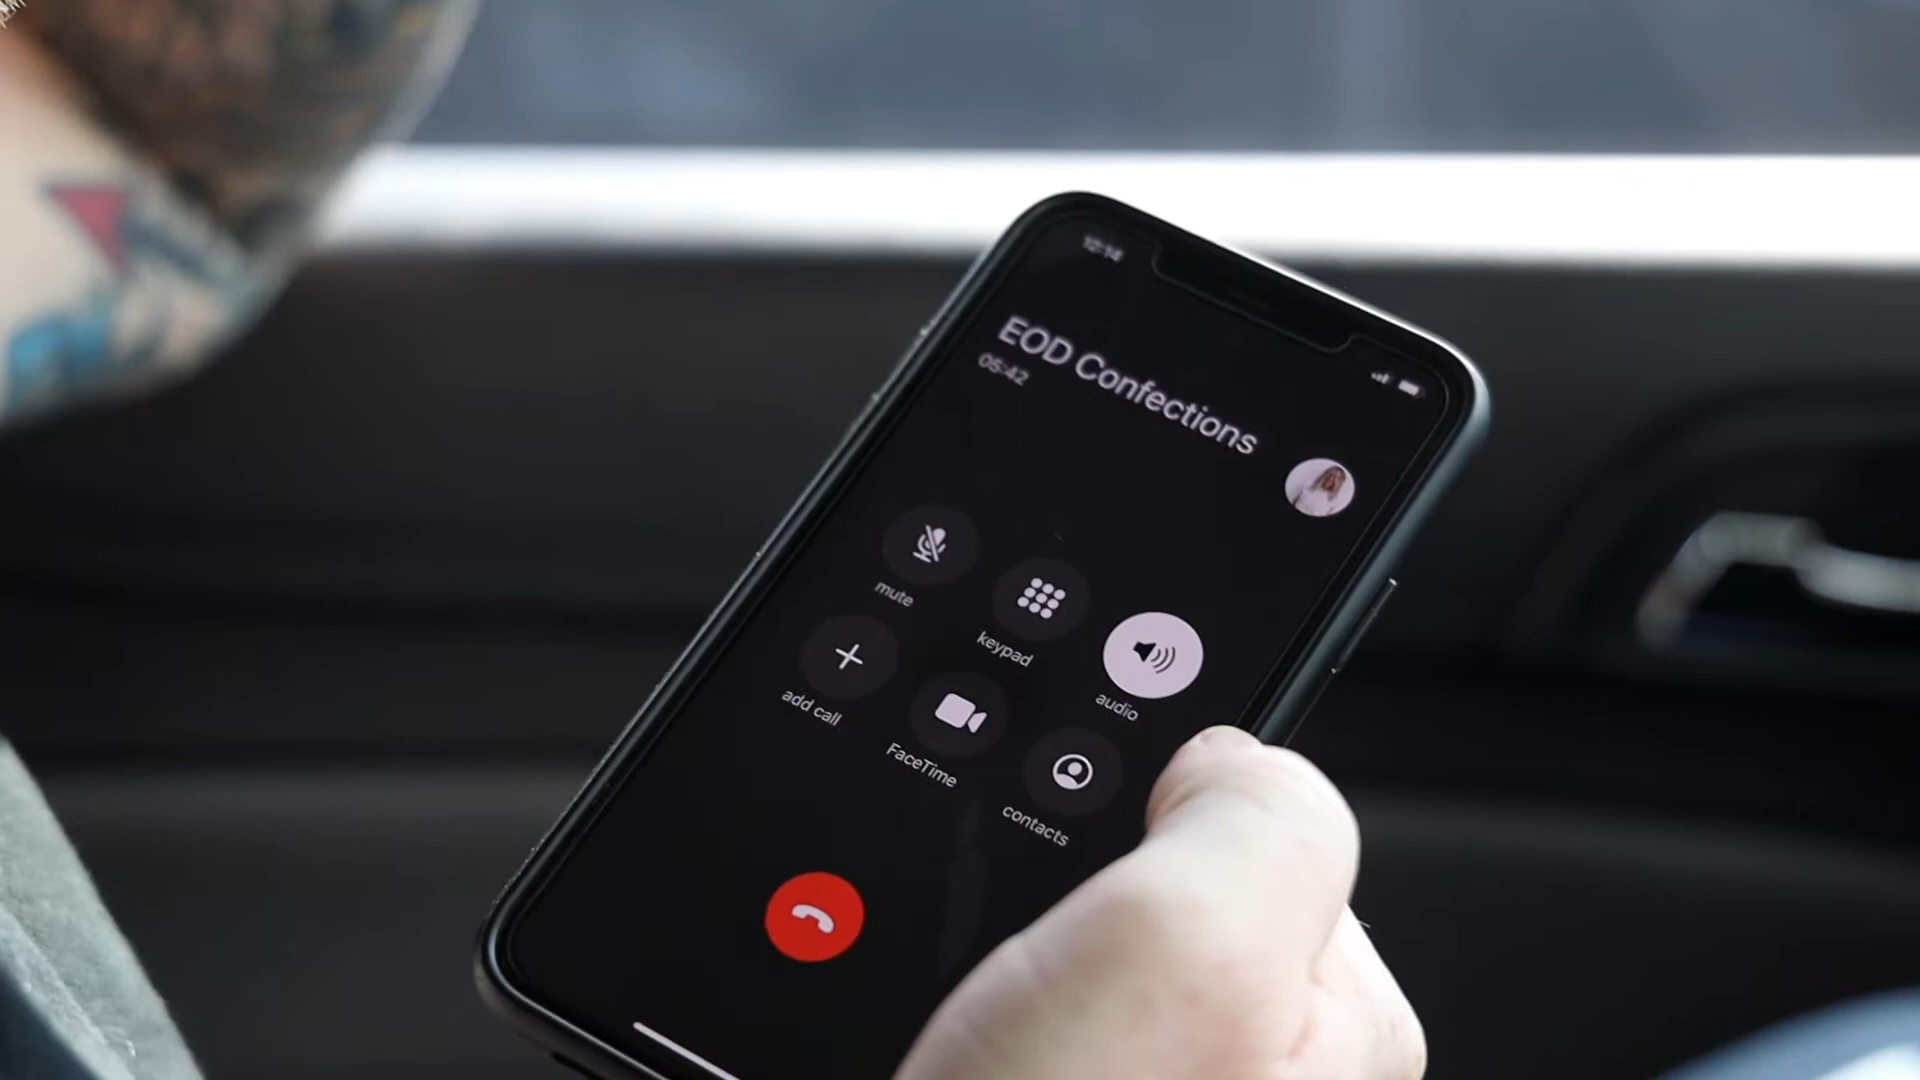 12:14
EOD Confections
05:42
mute
keypad
audio
add call
FaceTime
contacts